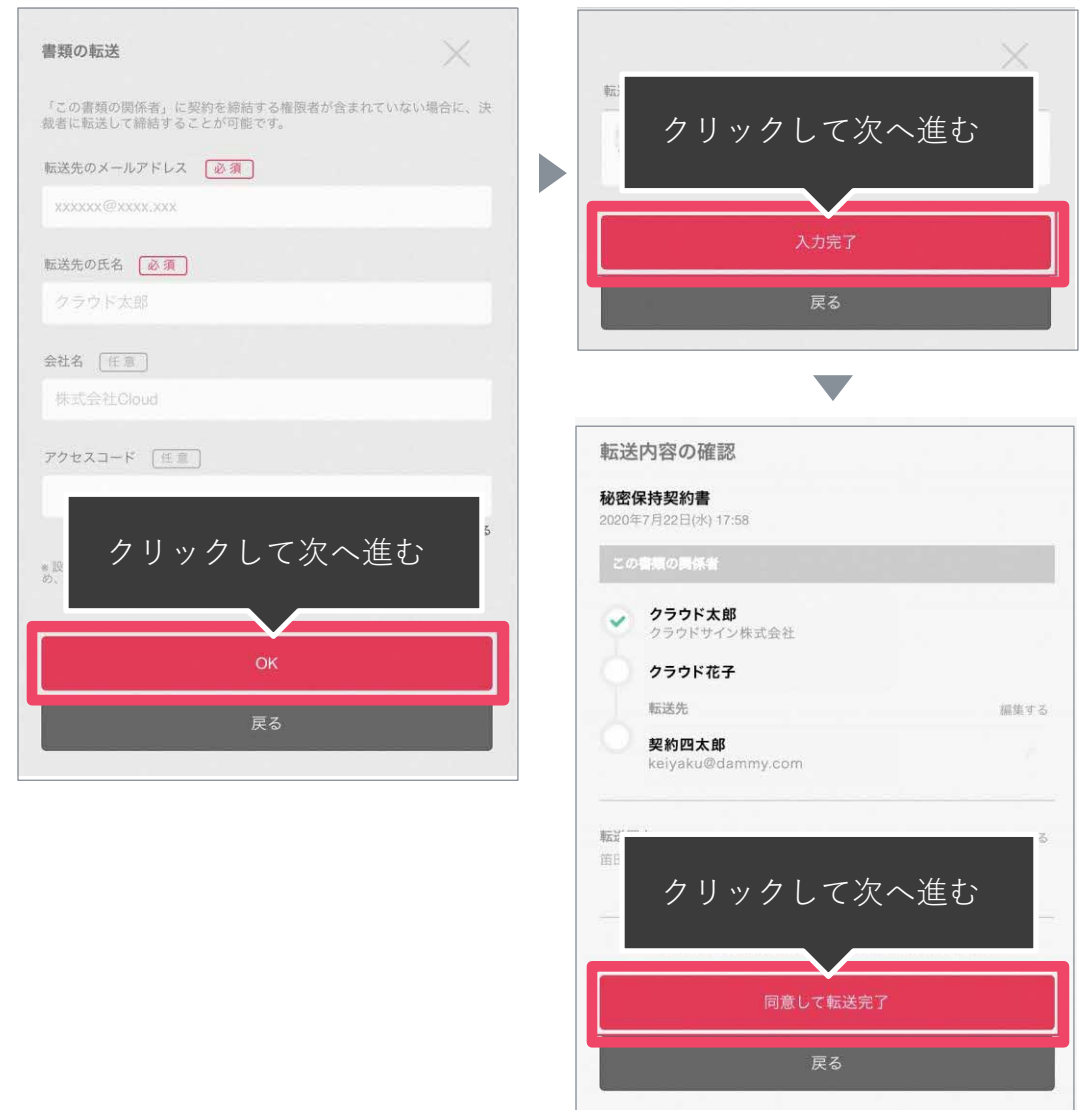 書類の転送
「この書類の関係者」に契約を締結する権限者が含まれていない場合に、決
裁者に転送して締結することが可能です。
転送先のメールアドレス 必須
xxxxxx@xxxx.xxx
転送先の氏名 必須
クラウド太郎
会社名 任意
株式会社Cloud
アクセスコード 任意
る
クリックして次へ進む
※設
め、
OK
戻る
転送
クリックして次へ進む
入力完了
戻る
転送内容の確認
秘密保持契約書
2020年7月22日(水) 17:58
この書類の関係者
クラウド太郎
クラウドサイン株式会社
クラウド花子
転送先 編集する
契約四太郎
keiyaku@dammy.com
転送 る
クリックして次へ進む
同意して転送完了
戻る